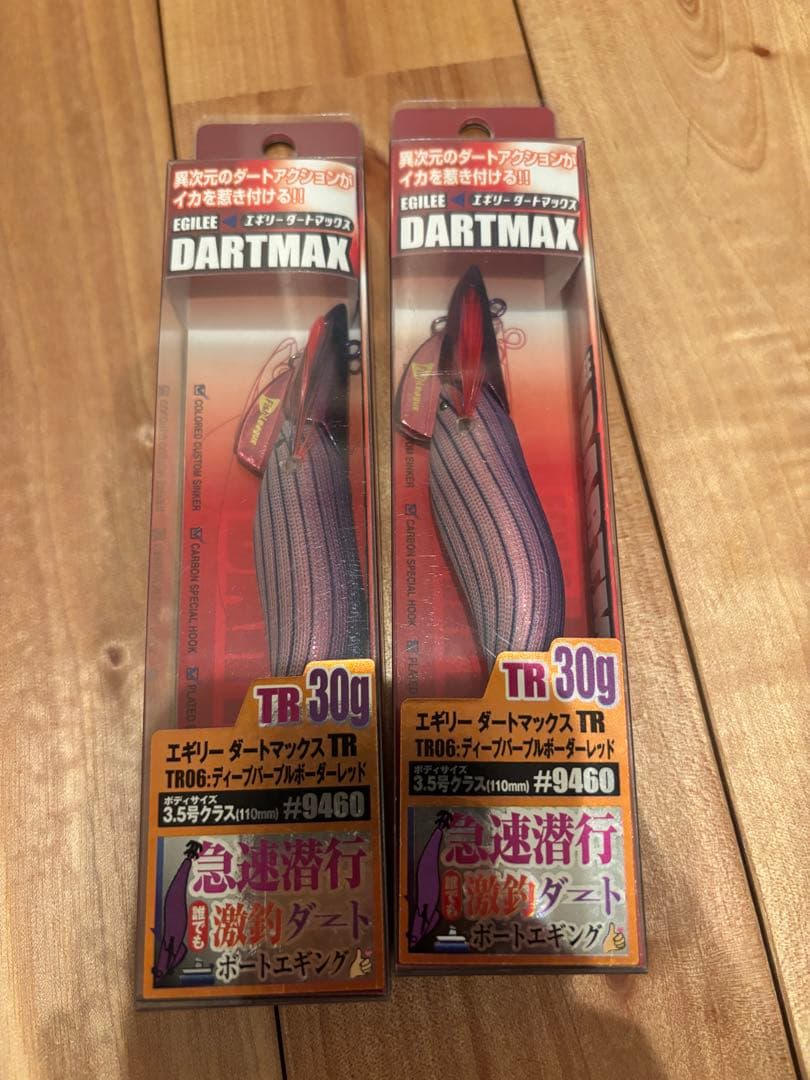 異次元のダートアクションが
イカを惹き付ける!!
EGILEE エギリーダートマックス
DARTMAX
Fish League
COLORED CUSTOM SINKER
CARBON SPECIAL HOOK
PLATED
TR 30g
エギリー ダートマックス TR
TR06:ディープパープルボーダーレッド
ボディサイズ
3.5号クラス(110mm) #9460
急速潜行
誰でも 激釣ダート
ボートエギング
異次元のダートアクションが
イカを惹き付ける!!
EGILEE エギリーダートマックス
DARTMAX
SINKER
CARBON SPECIAL HOOK
PLATED
TR 30g
エギリー ダートマックス TR
TR06:ディープパープルボーダーレッド
ボディサイズ
3.5号クラス(110mm) #9460
急速潜行
誰でも 激釣ダート
ボートエギング